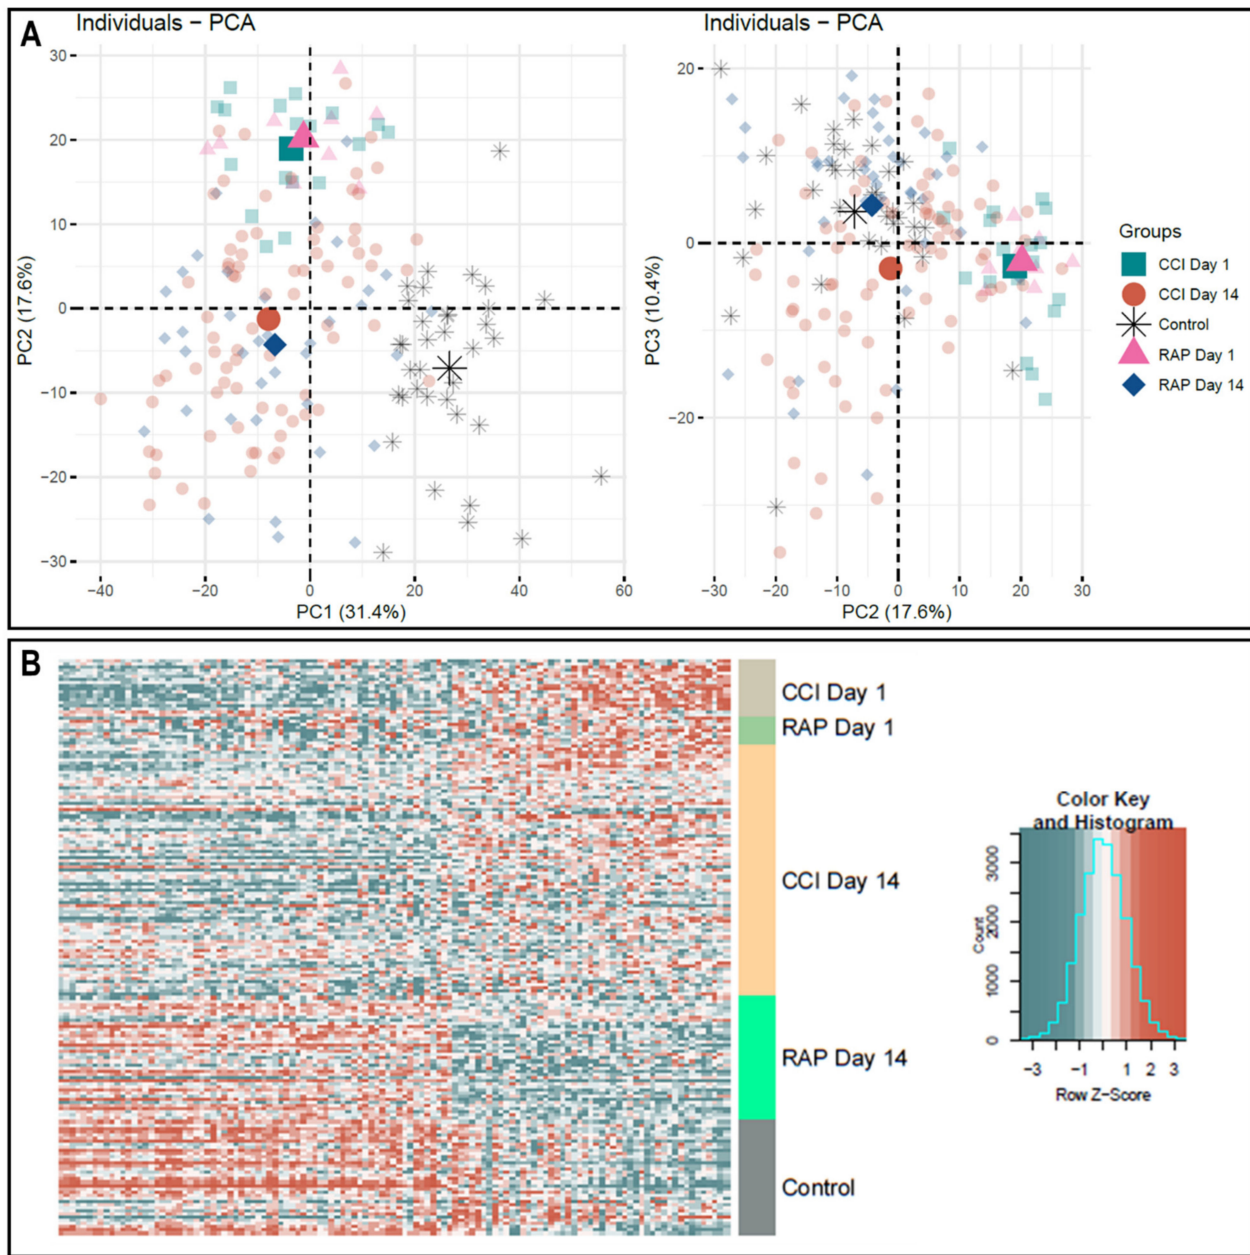 A
Individuals − PCA
PC2 (17.6%)
30
20
10
0
−10
−20
−30
−40
−20
0
20
40
60
PC1 (31.4%)
Individuals − PCA
PC3 (10.4%)
20
0
−20
−30
−20
−10
0
10
20
30
PC2 (17.6%)
Groups
CCI Day 1
CCI Day 14
Control
RAP Day 1
RAP Day 14
B
CCI Day 1
RAP Day 1
CCI Day 14
RAP Day 14
Control
Color Key
and Histogram
Count
3000
2000
1000
0
−3
−1
1
2
3
Row Z−Score